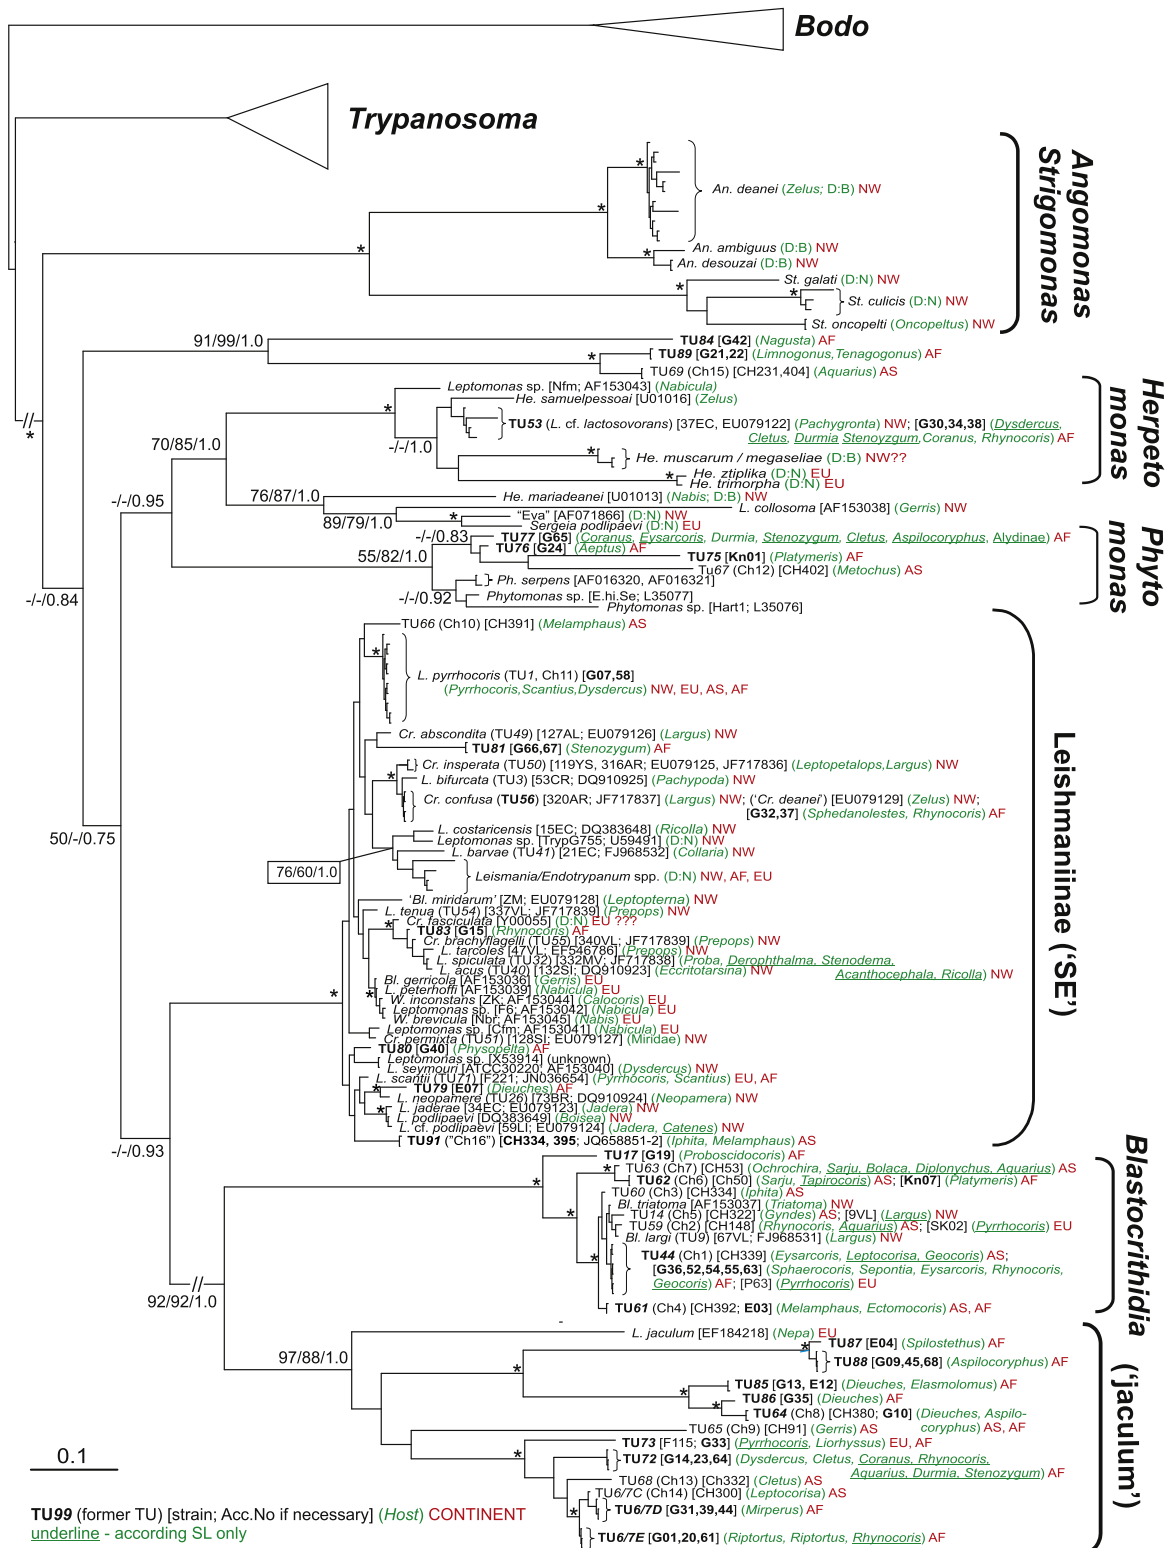 Bodo
Trypanosoma
Angomonas
Strigomonas
*
An. deanei (Zelus; D:B) NW
*
*
*
An. ambiguus (D:B) NW
An. desouzai (D:B) NW
St. galati (D:N) NW
*
*
St. culicis (D:N) NW
St. oncopelti (Oncopeltus) NW
91/99/1.0
TU84 [G42] (Nagusta) AF
*
TU89 [G21,22] (Limnogonus,Tenagogonus) AF
TU69 (Ch15) [CH231,404] (Aquarius) AS
Herpeto
monas
Leptomonas sp. [Nfm; AF153043] (Nabicula)
He. samuelpessoai [U01016] (Zelus)
*
//
*
TU53 (L. cf. lactosovorans) [37EC, EU079122] (Pachygronta) NW; [G30,34,38] (Dysdercus,
Cletus, Durmia Stenoyzgum,Coranus, Rhynocoris) AF
70/85/1.0
-/-/1.0
*
He. muscarum / megaseliae (D:B) NW??
*
He. ztiplika (D:N) EU
He. trimorpha (D:N) EU
76/87/1.0
He. mariadeanei [U01013] (Nabis; D:B) NW
-/-/0.95
L. collosoma [AF153038] (Gerris) NW
89/79/1.0
*
“Eva” [AF071866] (D:N) NW
Sergeia podlipaevi (D:N) EU
Phyto
monas
-/-/0.83
TU77 [G65] (Coranus, Eysarcoris, Durmia, Stenozygum, Cletus, Aspilocoryphus, Alydinae) AF
TU76 [G24] (Aeptus) AF
55/82/1.0
TU75 [Kn01] (Platymeris) AF
Tu67 (Ch12) [CH402] (Metochus) AS
Ph. serpens [AF016320, AF016321]
-/-/0.84
-/-/0.92
Phytomonas sp. [E.hi.Se; L35077]
Phytomonas sp. [Hart1; L35076]
Leishmaniinae (‘SE’)
TU66 (Ch10) [CH391] (Melamphaus) AS
*
L. pyrrhocoris (TU1, Ch11) [G07,58]
(Pyrrhocoris,Scantius,Dysdercus) NW, EU, AS, AF
Cr. abscondita (TU49) [127AL; EU079126] (Largus) NW
TU81 [G66,67] (Stenozygum) AF
Cr. insperata (TU50) [119YS, 316AR; EU079125, JF717836] (Leptopetalops,Largus) NW
*
L. bifurcata (TU3) [53CR; DQ910925] (Pachypoda) NW
Cr. confusa (TU56) [320AR; JF717837] (Largus) NW; (‘Cr. deanei’) [EU079129] (Zelus) NW;
[G32,37] (Sphedanolestes, Rhynocoris) AF
50/-/0.75
L. costaricensis [15EC; DQ383648] (Ricolla) NW
Leptomonas sp. [TrypG755; U59491] (D:N) NW
L. barvae (TU41) [21EC; FJ968532] (Collaria) NW
76/60/1.0
Leismania/Endotrypanum spp. (D:N) NW, AF, EU
‘Bl. miridarum’ [ZM; EU079128] (Leptopterna) NW
L. tenua (TU54) [337VL; JF717839] (Prepops) NW
*
Cr. fasciculata [Y00055] (D:N) EU ???
TU83 [G15] (Rhynocoris) AF
Cr. brachyflagelli (TU55) [340VL; JF717839] (Prepops) NW
L. tarcoles [47VL; EF546786] (Prepops) NW
L. spiculata (TU32) [332MV; JF717838] (Proba, Derophthalma, Stenodema,
L. acus (TU40) [132SI; DQ910923] (Eccritotarsina) NW
Acanthocephala, Ricolla) NW
Bl. gerricola [AF153036] (Gerris) EU
*
*
L. peterhoffi [AF153039] (Nabicula) EU
W. inconstans [ZK; AF153044] (Calocoris) EU
Leptomonas sp. [F6; AF153042] (Nabicula) EU
W. brevicula [Nbr; AF153045] (Nabis) EU
Leptomonas sp. [Cfm; AF153041] (Nabicula) EU
Cr. permixta (TU51) [128SI; EU079127] (Miridae) NW
TU80 [G40] (Physopelta) AF
Leptomonas sp. [X53914] (unknown)
L. seymouri [ATCC30220; AF153040] (Dysdercus) NW
L. scantii (TU71) [F221; JN036654] (Pyrrhocoris, Scantius) EU, AF
*
TU79 [E07] (Dieuches) AF
L. neopamere (TU26) [73BR; DQ910924] (Neopamera) NW
*
L. jaderae [34EC; EU079123] (Jadera) NW
L. podlipaevi [DQ383649] (Boisea) NW
L. cf. podlipaevi [59LI; EU079124] (Jadera, Catenes) NW
TU91 ("Ch16") [CH334, 395; JQ658851-2] (Iphita, Melamphaus) AS
-/-/0.93
Blastocrithidia
TU17 [G19] (Proboscidocoris) AF
*
*
TU63 (Ch7) [CH53] (Ochrochira, Sarju, Bolaca, Diplonychus, Aquarius) AS
TU62 (Ch6) [Ch50] (Sarju, Tapirocoris) AS; [Kn07] (Platymeris) AF
TU60 (Ch3) [CH334] (Iphita) AS
Bl. triatoma [AF153037] (Triatoma) NW
*
TU14 (Ch5) [CH322] (Gyndes) AS; [9VL] (Largus) NW
TU59 (Ch2) [CH148] (Rhynocoris, Aquarius) AS; [SK02] (Pyrrhocoris) EU
Bl. largi (TU9) [67VL; FJ968531] (Largus) NW
*
TU44 (Ch1) [CH339] (Eysarcoris, Leptocorisa, Geocoris) AS;
[G36,52,54,55,63] (Sphaerocoris, Sepontia, Eysarcoris, Rhynocoris,
Geocoris) AF; [P63] (Pyrrhocoris) EU
//
92/92/1.0
TU61 (Ch4) [CH392; E03] (Melamphaus, Ectomocoris) AS, AF
-
(‘jaculum’)
L. jaculum [EF184218] (Nepa) EU
97/88/1.0
*
TU87 [E04] (Spilostethus) AF
*
TU88 [G09,45,68] (Aspilocoryphus) AF
*
TU85 [G13, E12] (Dieuches, Elasmolomus) AF
*
TU86 [G35] (Dieuches) AF
TU64 (Ch8) [CH380; G10] (Dieuches, Aspilo-
coryphus) AS, AF
TU65 (Ch9) [CH91] (Gerris) AS
*
TU73 [F115; G33] (Pyrrhocoris, Liorhyssus) EU, AF
TU72 [G14,23,64] (Dysdercus, Cletus, Coranus, Rhynocoris,
Aquarius, Durmia, Stenozygum) AF
TU68 (Ch13) [Ch332] (Cletus) AS
TU6/7C (Ch14) [CH300] (Leptocorisa) AS
*
TU6/7D [G31,39,44] (Mirperus) AF
TU6/7E [G01,20,61] (Riptortus, Riptortus, Rhynocoris) AF
0.1
TU99 (former TU) [strain; Acc.No if necessary] (Host) CONTINENT
underline - according SL only